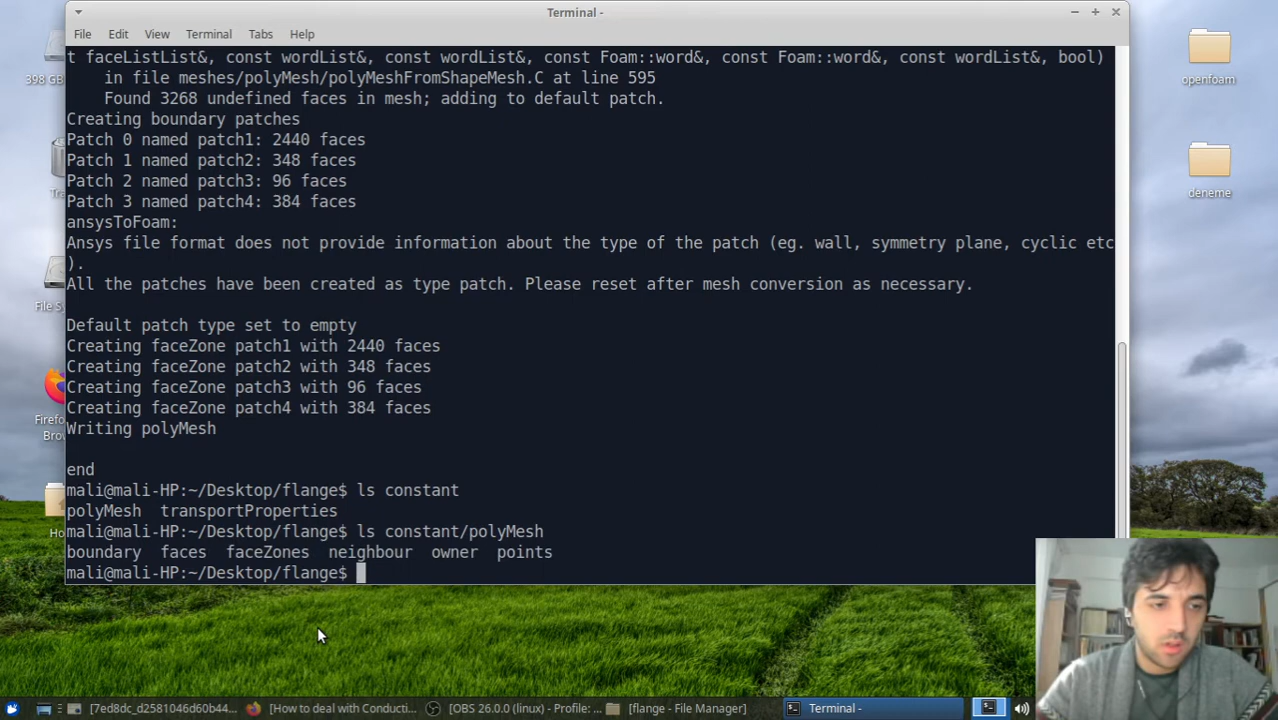 Terminal -
File Edit View Terminal Tabs Help
t faceListList&, const wordList&, const wordList&, const Foam::word&, const Foam::word&, const wordList&, bool)
in file meshes/polyMesh/polyMeshFromShapeMesh.C at line 595
Found 3268 undefined faces in mesh; adding to default patch.
Creating boundary patches
Patch 0 named patch1: 2440 faces
Patch 1 named patch2: 348 faces
Patch 2 named patch3: 96 faces
Patch 3 named patch4: 384 faces
ansysToFoam:
Ansys file format does not provide information about the type of the patch (eg. wall, symmetry plane, cyclic etc
).
All the patches have been created as type patch. Please reset after mesh conversion as necessary.
Default patch type set to empty
Creating faceZone patch1 with 2440 faces
Creating faceZone patch2 with 348 faces
Creating faceZone patch3 with 96 faces
Creating faceZone patch4 with 384 faces
Writing polyMesh
end
mali@mali-HP:~/Desktop/flange$ ls constant
polyMesh transportProperties
mali@mali-HP:~/Desktop/flange$ ls constant/polyMesh
boundary faces faceZones neighbour owner points
mali@mali-HP:~/Desktop/flange$
398 GB
Tra
File Sy
Firefo
Brow
Ho
openfoam
deneme
[7ed8dc_d2581046d60b44... [How to deal with Conducti... [OBS 26.0.0 (linux) - Profile: ... [flange - File Manager] Terminal -